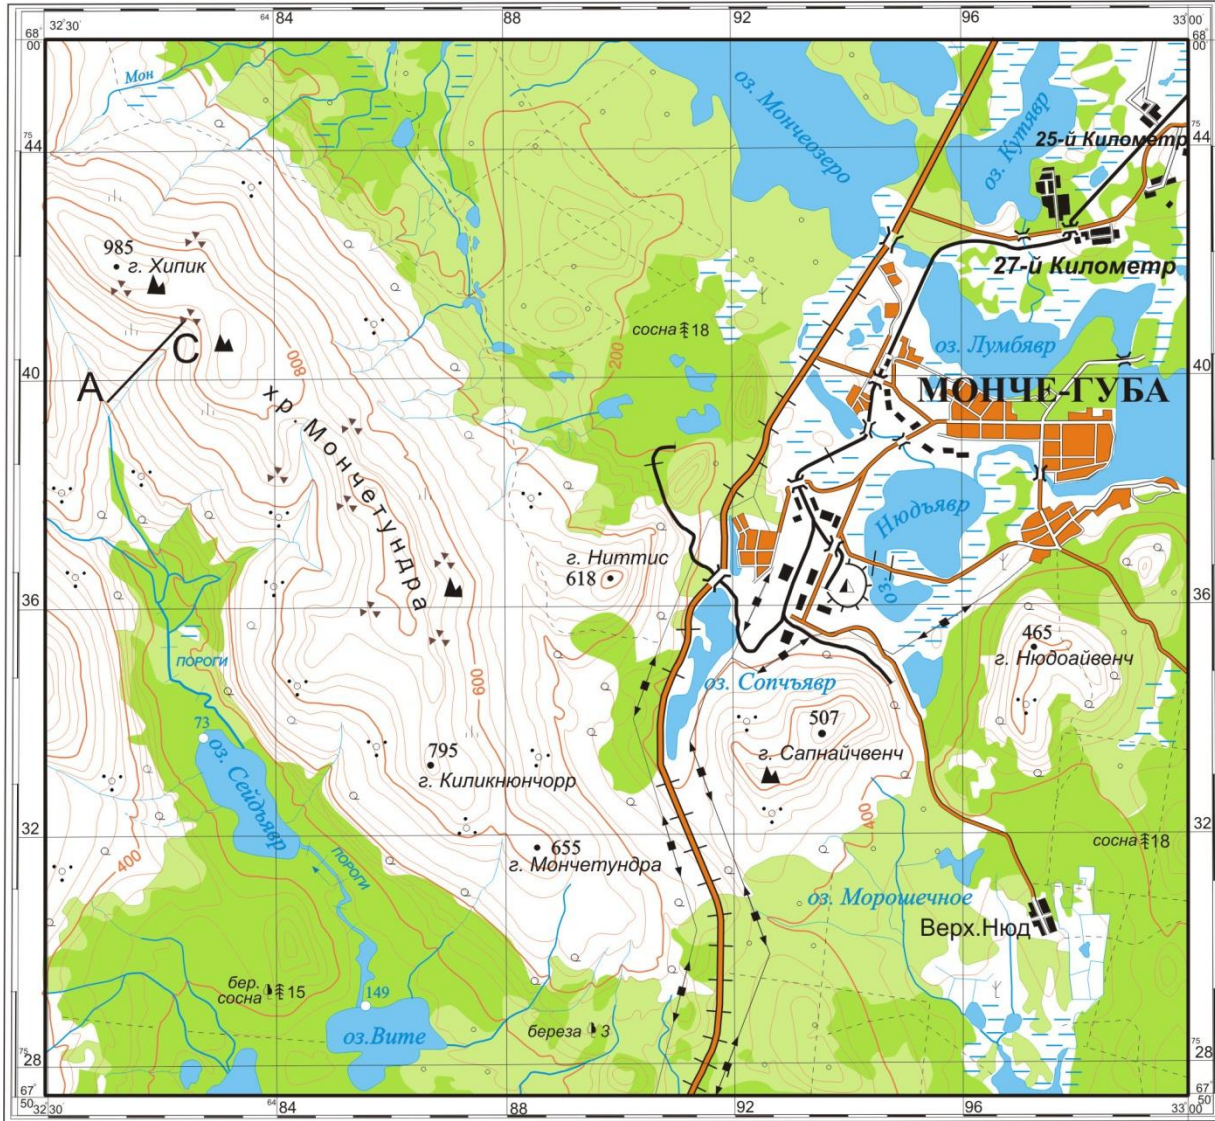 32°30' 64 84 88 92 96 33°00'
68°00'
Мон
оз. Мончеозеро
оз. Кутяврр
75 44
25-й Километр
75 44
985
г. Хипик
27-й Километр
С
сосна 18
200
оз. Лумбявр
800
40
А
40
МОНЧЕ-ГУБА
хр. Мончетундра
Нюдъявр
г. Ниттис
618
оз.
36
36
465
г. Нюдоайвенч
пороги
600
оз. Сопчъявр
73
507
оз. Сейдъявр
795
г. Киликнюнчорр
г. Сапнайчвенч
32
400
32
400
655
г. Мончетундра
сосна 18
пороги
оз. Морошечное
Верх.Нюд
бер.
сосна 15
149
береза 3
оз.Вите
75 28
75 28
67°50'
67°50'
32°30' 64 84 88 92 96 33°00'